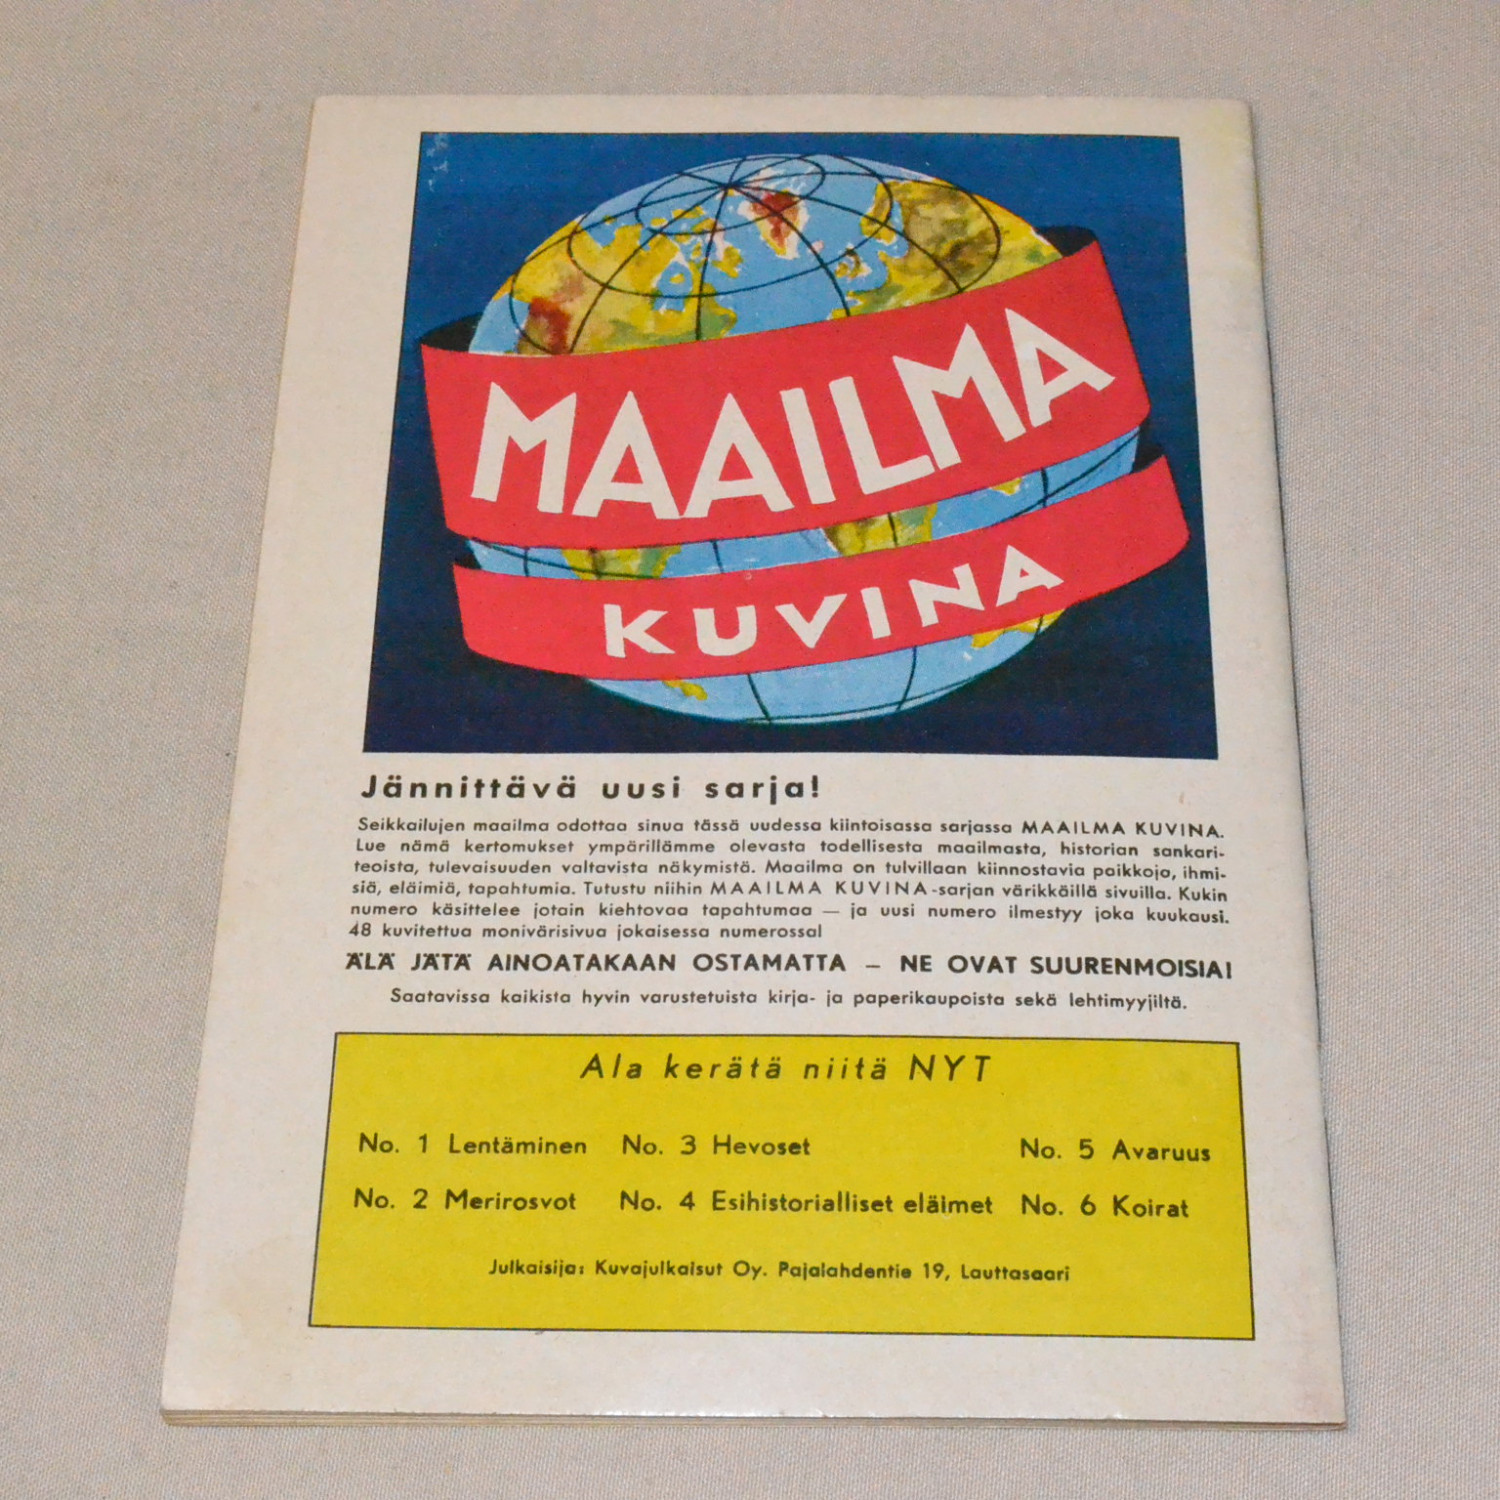 MAAILMA
KUVINA
Jännittävä uusi sarja!
Seikkailujen maailma odottaa sinua tässä uudessa kiintoisassa sarjassa MAAILMA KUVINA.
Lue nämä kertomukset ympärillämme olevasta todellisesta maailmasta, historian sankari-
teoista, tulevaisuuden valtavista näkymistä. Maailma on tulvillaan kiinnostavia paikkoja, ihmi-
siä, eläimiä, tapahtumia. Tutustu niihin MAAILMA KUVINA-sarjan värikkäillä sivuilla. Kukin
numero käsittelee jotain kiehtovaa tapahtumaa — ja uusi numero ilmestyy joka kuukausi.
48 kuvitettua monivärisivua jokaisessa numerossa!
ÄLÄ JÄTÄ AINOATAKAAN OSTAMATTA – NE OVAT SUURENMOISIA!
Saatavissa kaikista hyvin varustetuista kirja- ja paperikaupoista sekä lehtimyyjiltä.
Ala kerätä niitä NYT
No. 1 Lentäminen No. 3 Hevoset No. 5 Avaruus
No. 2 Merirosvot No. 4 Esihistorialliset eläimet No. 6 Koirat
Julkaisija: Kuvajulkaisut Oy. Pajalahdentie 19, Lauttasaari